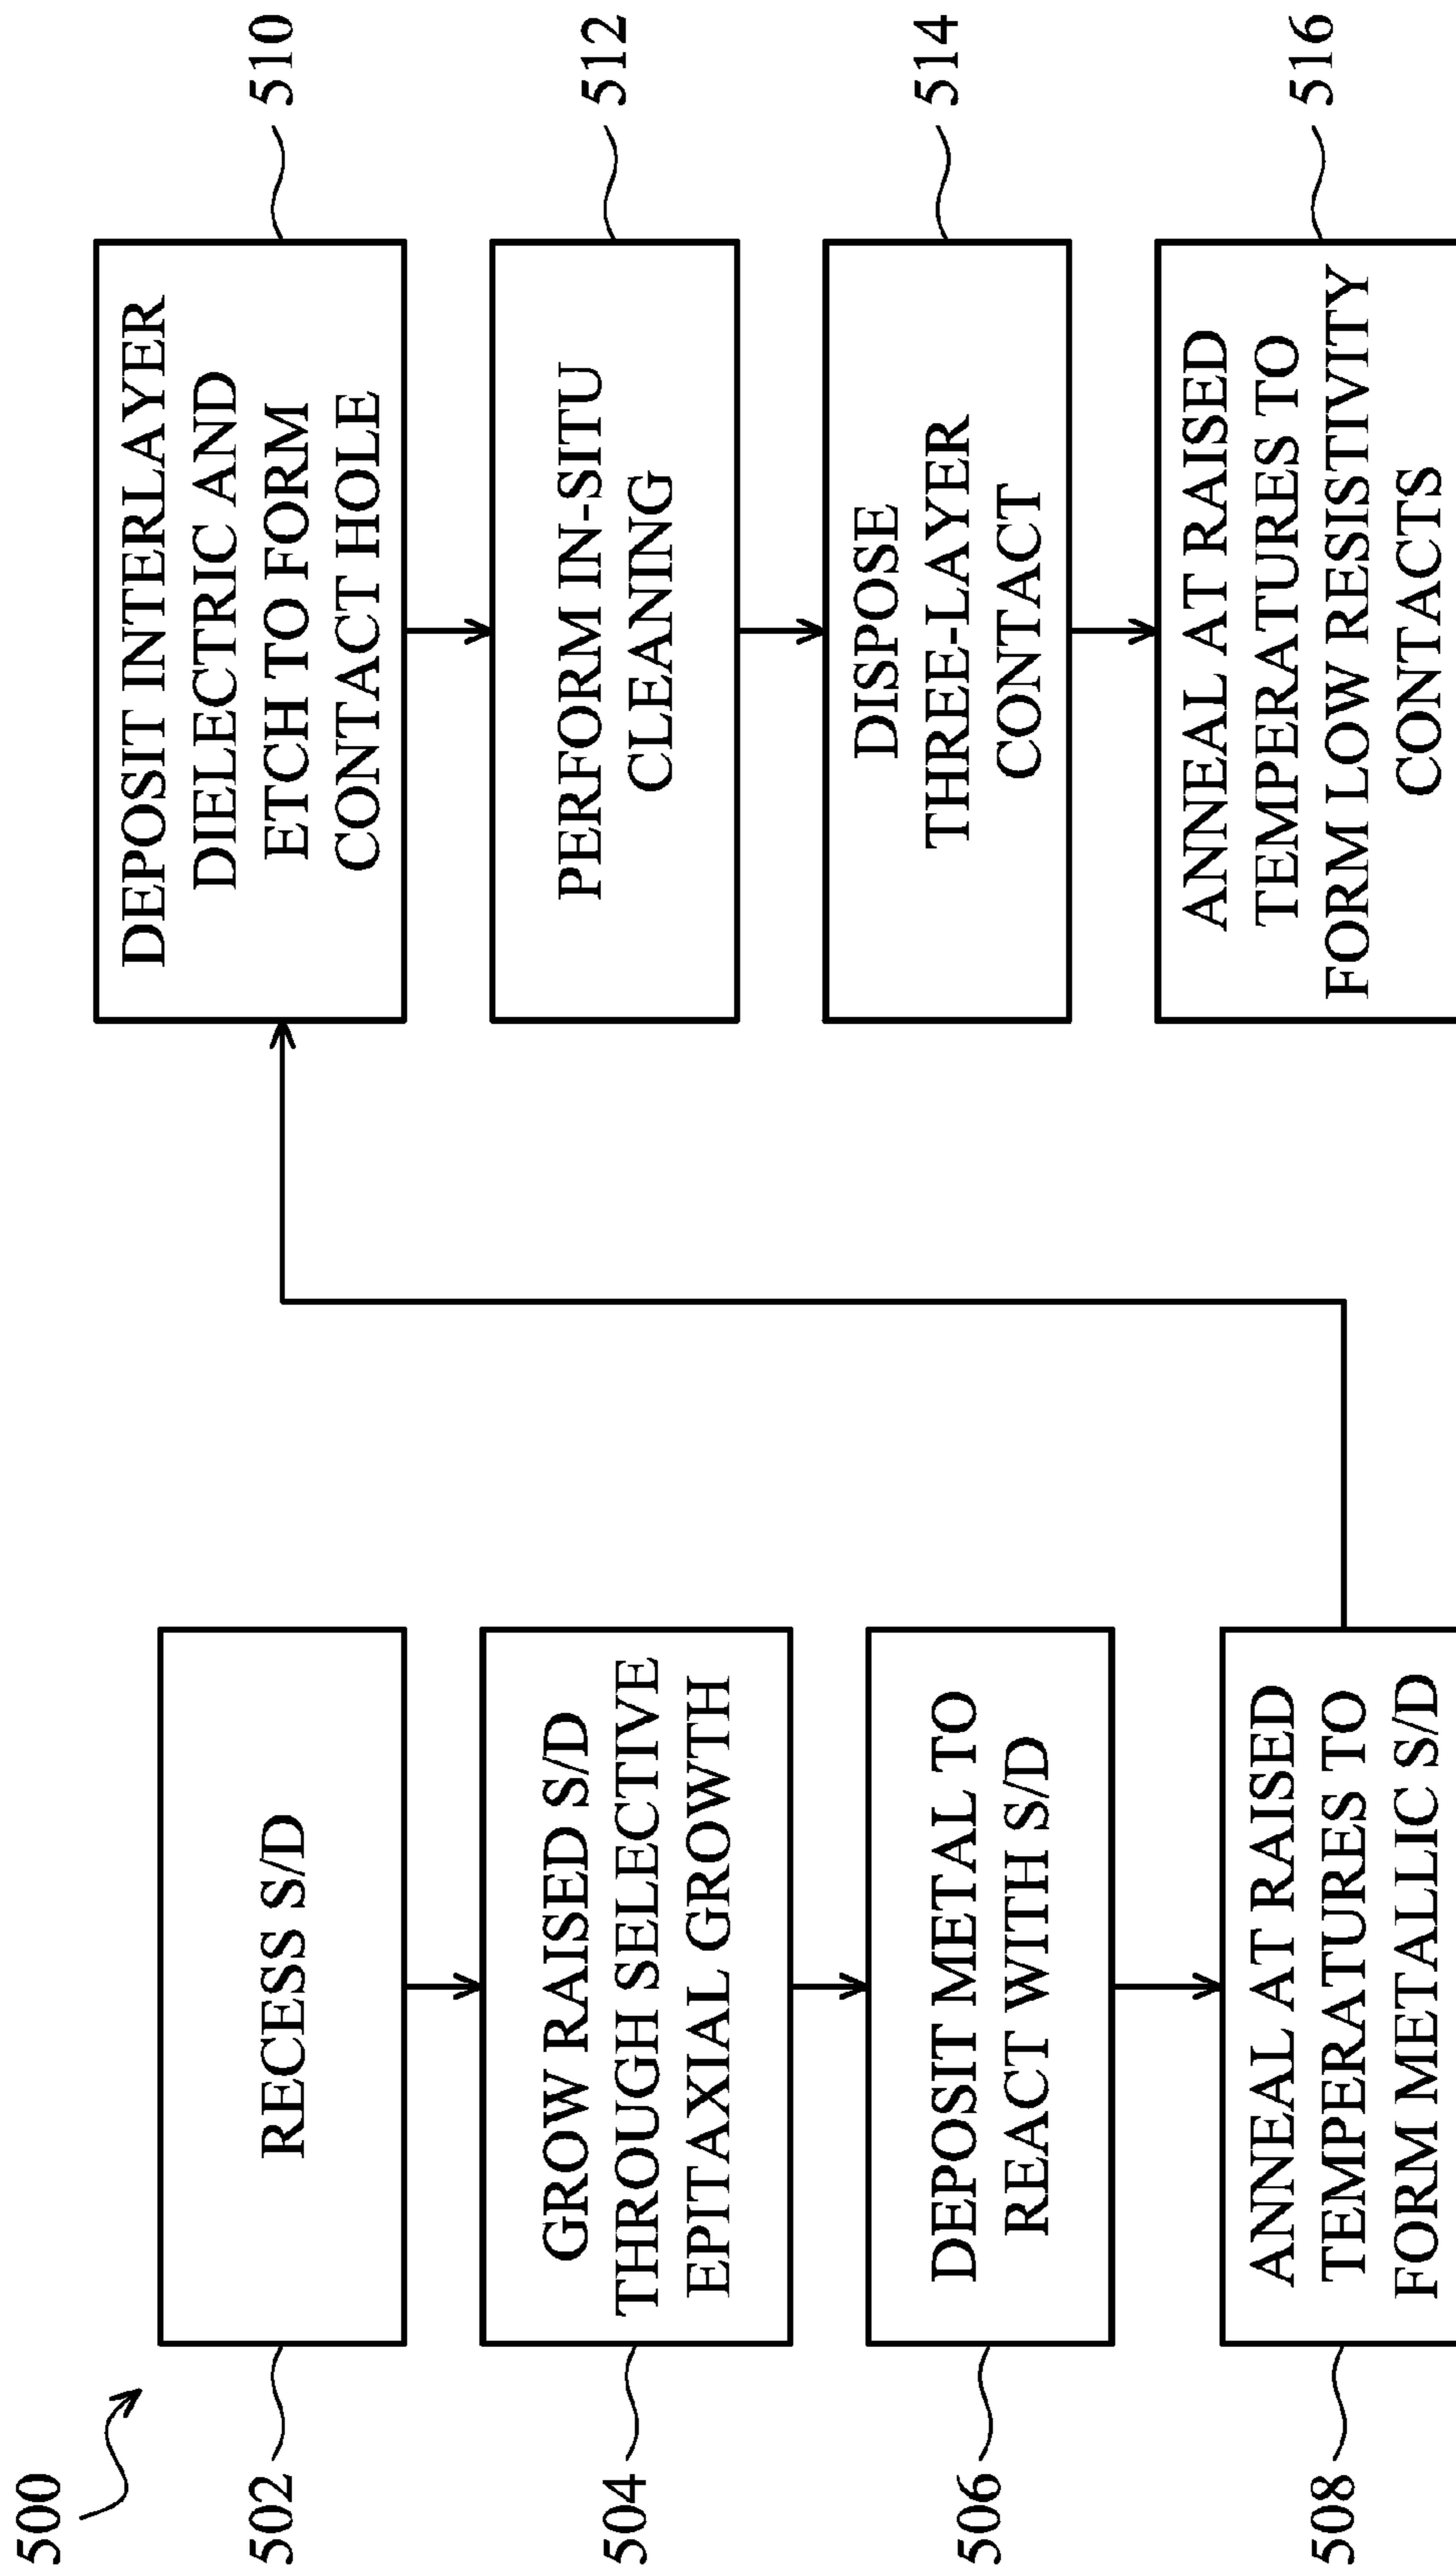 500
502
RECESS S/D
504
GROW RAISED S/D
THROUGH SELECTIVE
EPITAXIAL GROWTH
506
DEPOSIT METAL TO
REACT WITH S/D
508
ANNEAL AT RAISED
TEMPERATURES TO
FORM METALLIC S/D
DEPOSIT INTERLAYER
DIELECTRIC AND
ETCH TO FORM
CONTACT HOLE
510
PERFORM IN-SITU
CLEANING
512
DISPOSE
THREE-LAYER
CONTACT
514
ANNEAL AT RAISED
TEMPERATURES TO
FORM LOW RESISTIVITY
CONTACTS
516